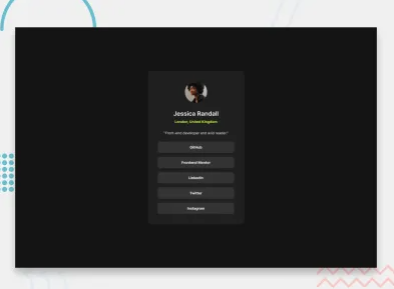 Jessica Randall
London, United Kingdom
"Front-end developer and avid reader."
GitHub
Frontend Mentor
LinkedIn
Twitter
Instagram